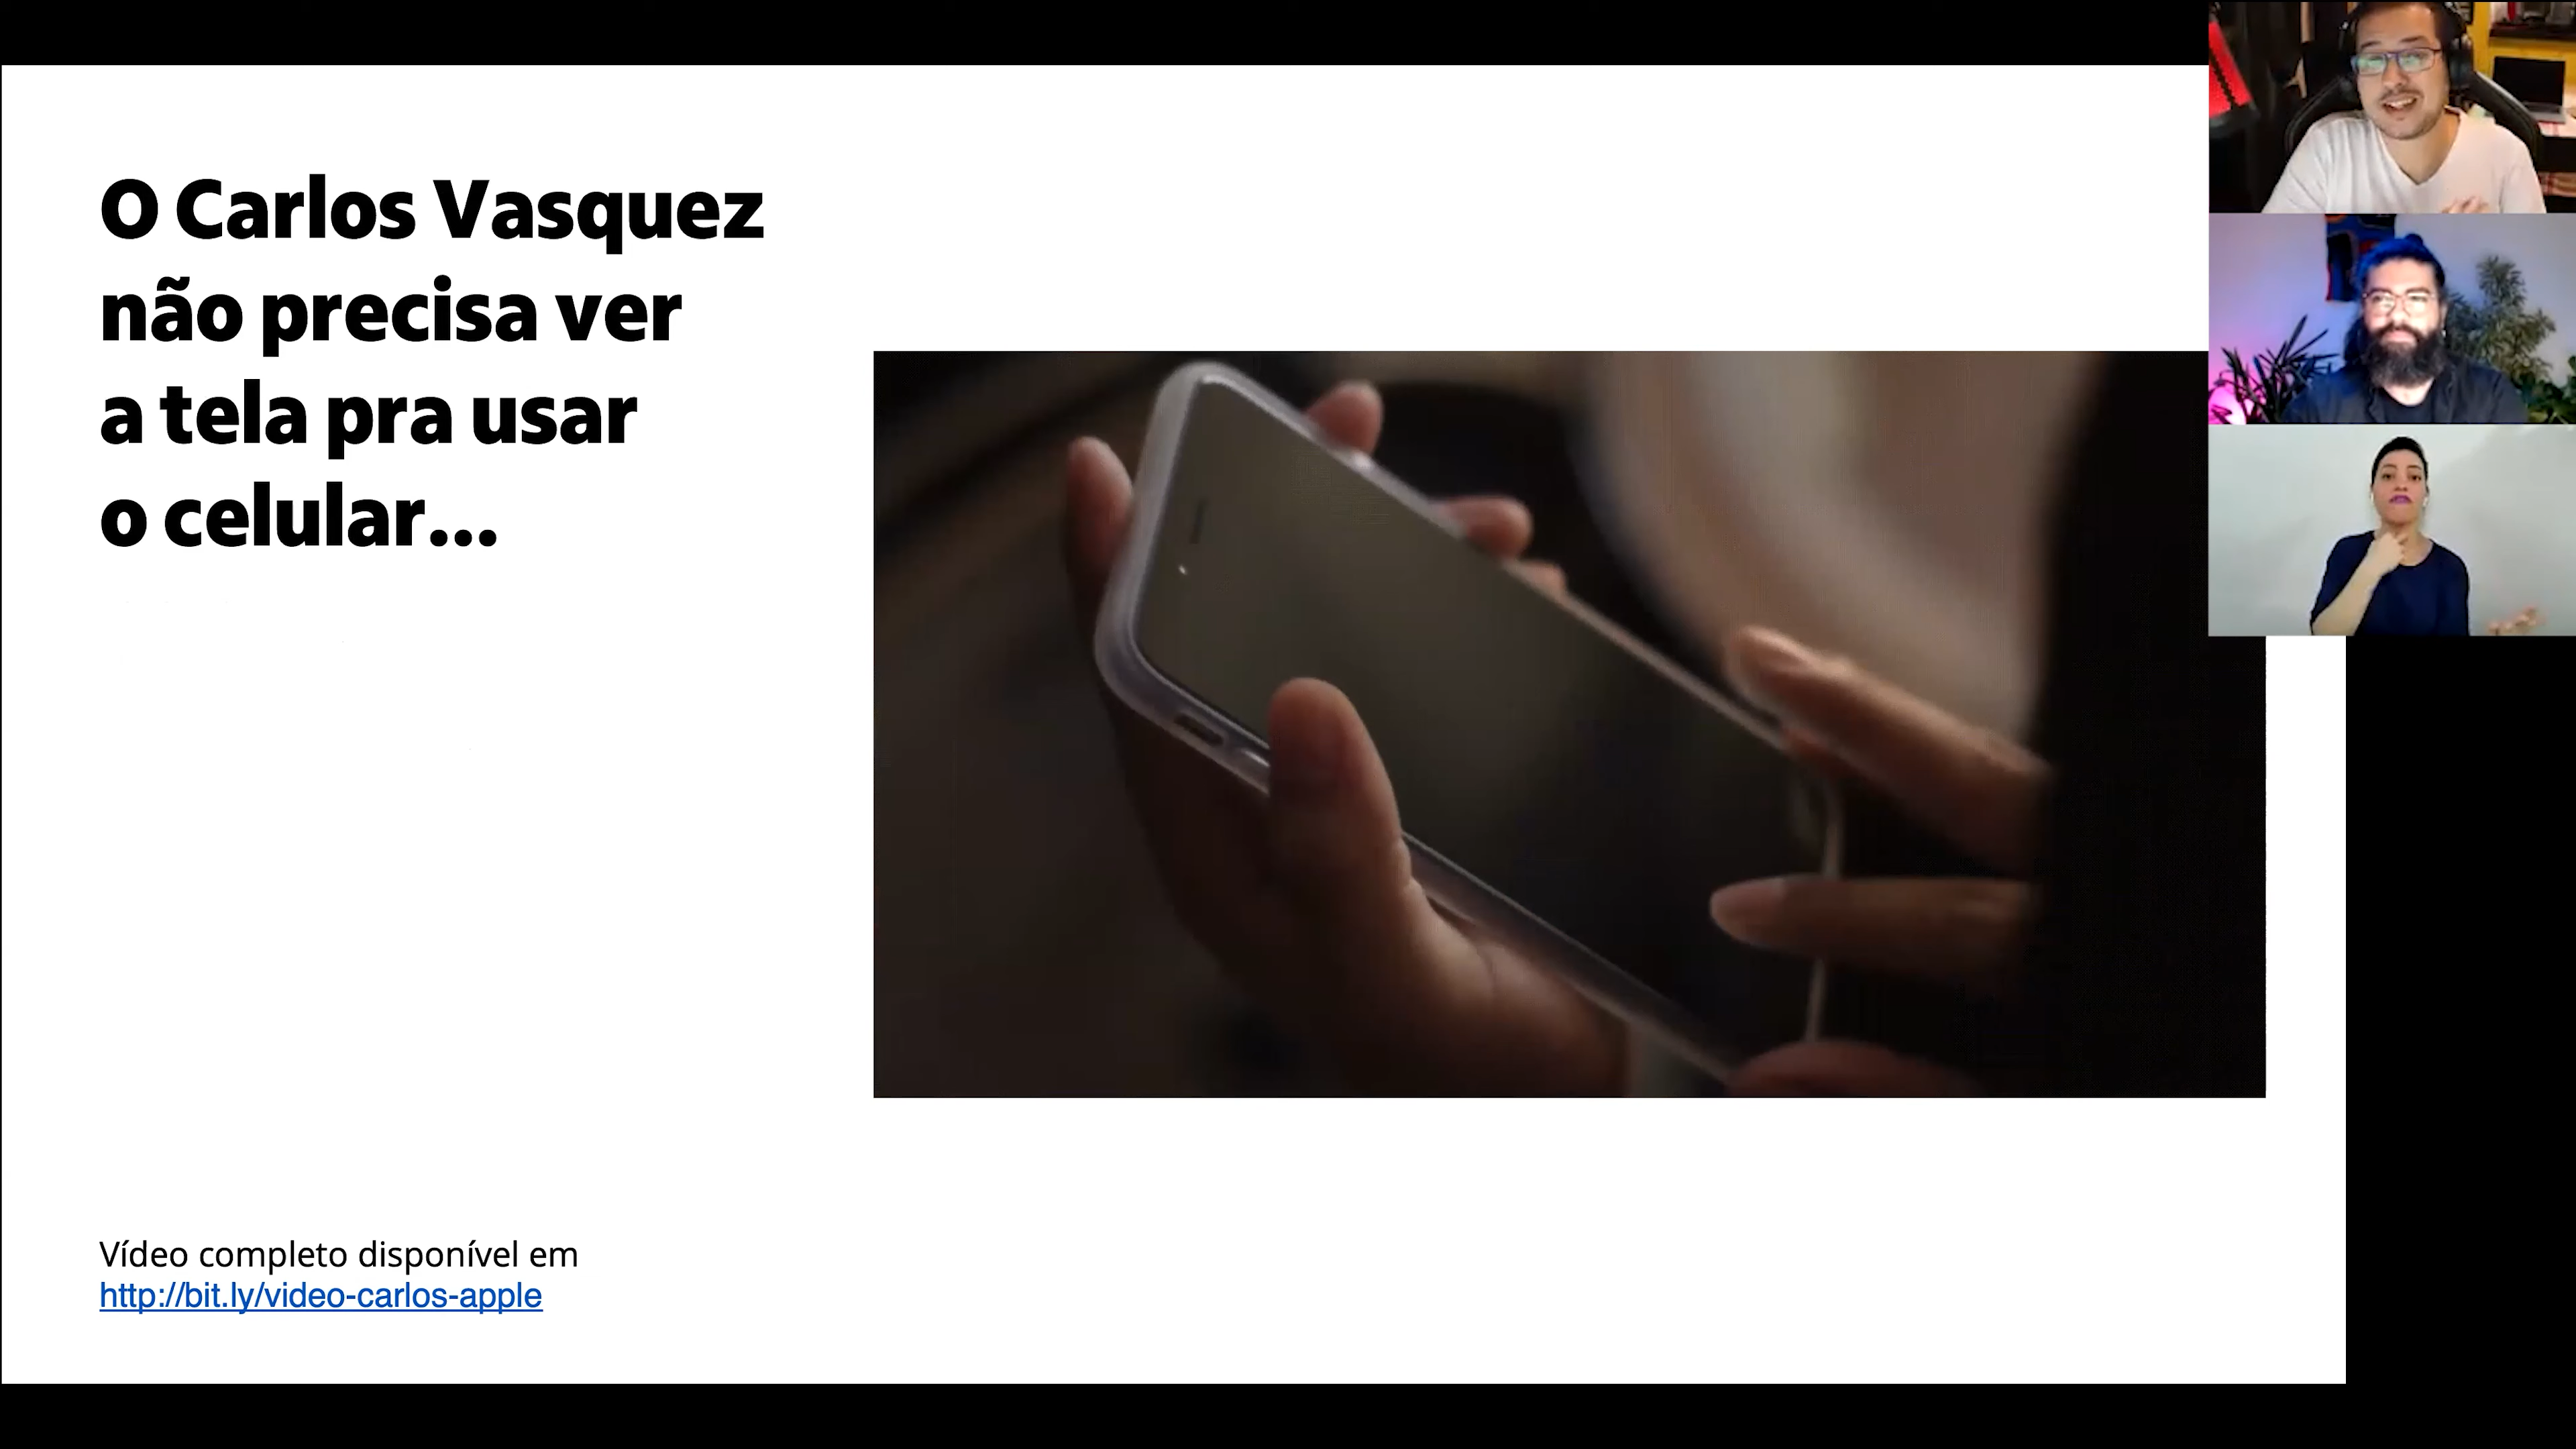 O Carlos Vasquez
não precisa ver
a tela pra usar
o celular...
Vídeo completo disponível em
http://bit.ly/video-carlos-apple